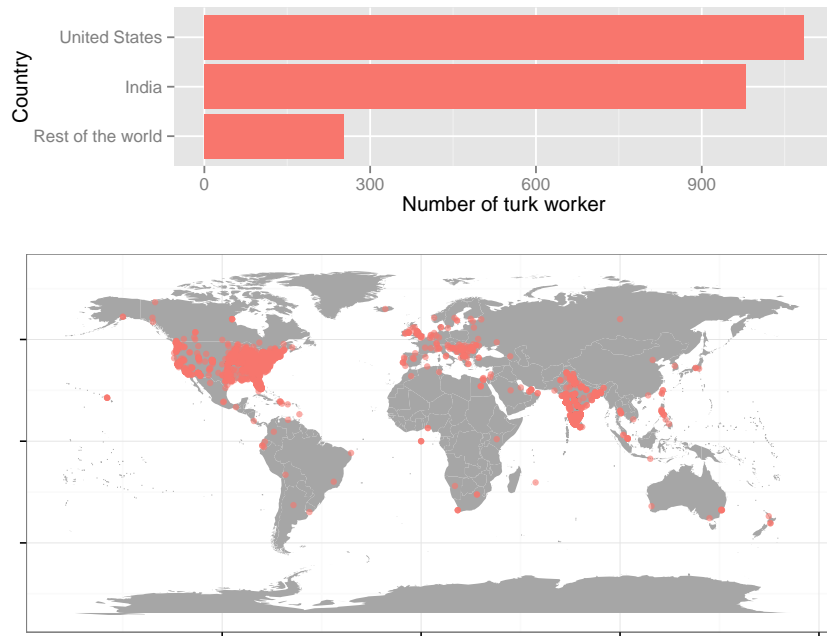 Country
United States
India
Rest of the world
0 300 600 900
Number of turk worker